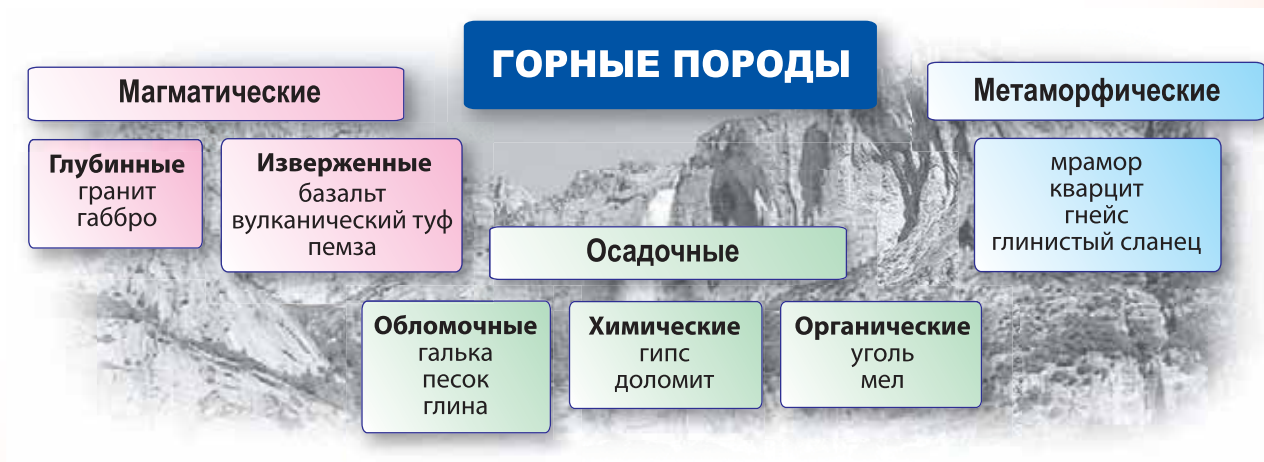 ГОРНЫЕ ПОРОДЫ
Магматические
Глубинные
гранит
габбро
Изверженные
базальт
вулканический туф
пемза
Осадочные
Обломочные
галька
песок
глина
Химические
гипс
доломит
Органические
уголь
мел
Метаморфические
мрамор
кварцит
гнейс
глинистый сланец